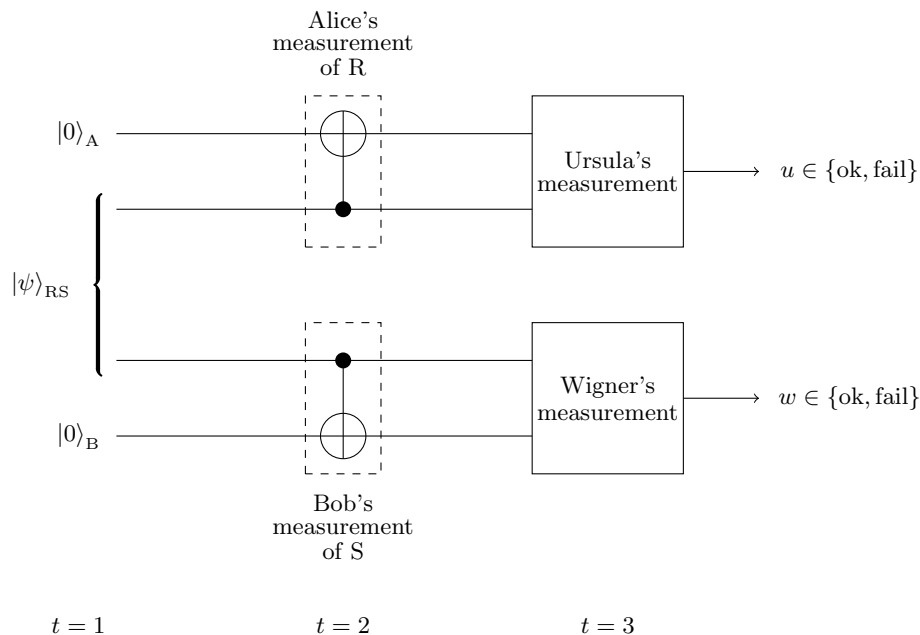 Alice's
measurement
of R
|0⟩_A
Ursula's
measurement
u ∈ {ok, fail}
|ψ⟩_RS
Wigner's
measurement
w ∈ {ok, fail}
|0⟩_B
Bob's
measurement
of S
t = 1
t = 2
t = 3